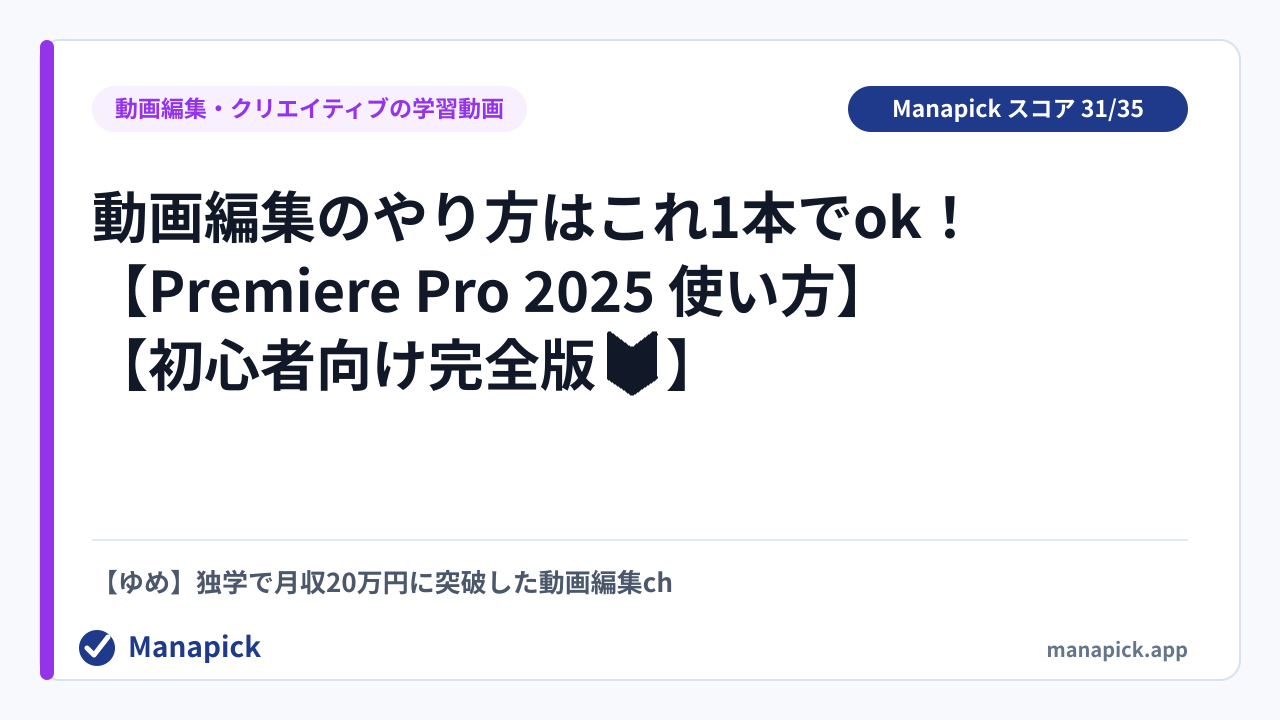 動画編集・クリエイティブの学習動画
Manapick スコア 31/35
動画編集のやり方はこれ1本でok！
【Premiere Pro 2025 使い方】
【初心者向け完全版🔰】
【ゆめ】独学で月収20万円に突破した動画編集ch
Manapick
manapick.app